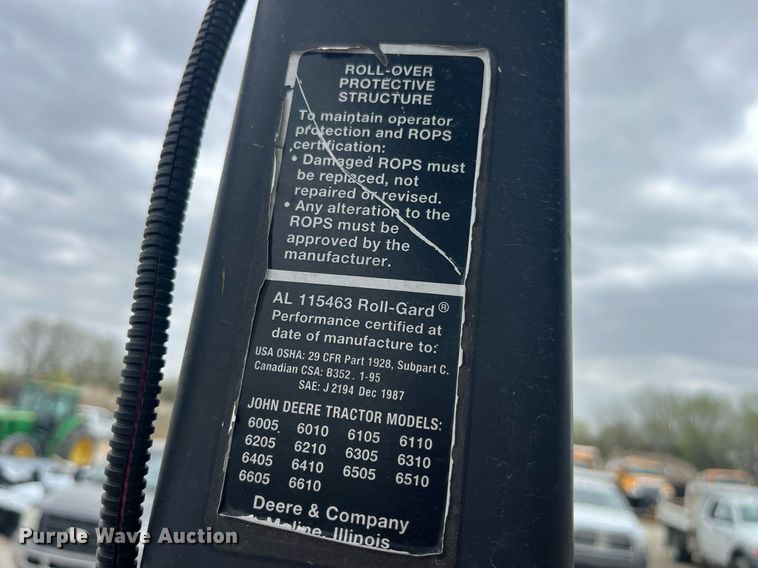 ROLL-OVER
PROTECTIVE
STRUCTURE
To maintain operator
protection and ROPS
certification:
• Damaged ROPS must
be replaced, not
repaired or revised.
• Any alteration to the
ROPS must be
approved by the
manufacturer.
AL 115463 Roll-Gard®
Performance certified at
date of manufacture to:
USA OSHA: 29 CFR Part 1928, Subpart C.
Canadian CSA: B352. 1-95
SAE: J 2194 Dec 1987
JOHN DEERE TRACTOR MODELS:
6005 6010 6105 6110
6205 6210 6305 6310
6405 6410 6505 6510
6605 6610
Deere & Company
Moline, Illinois
Purple Wave Auction®